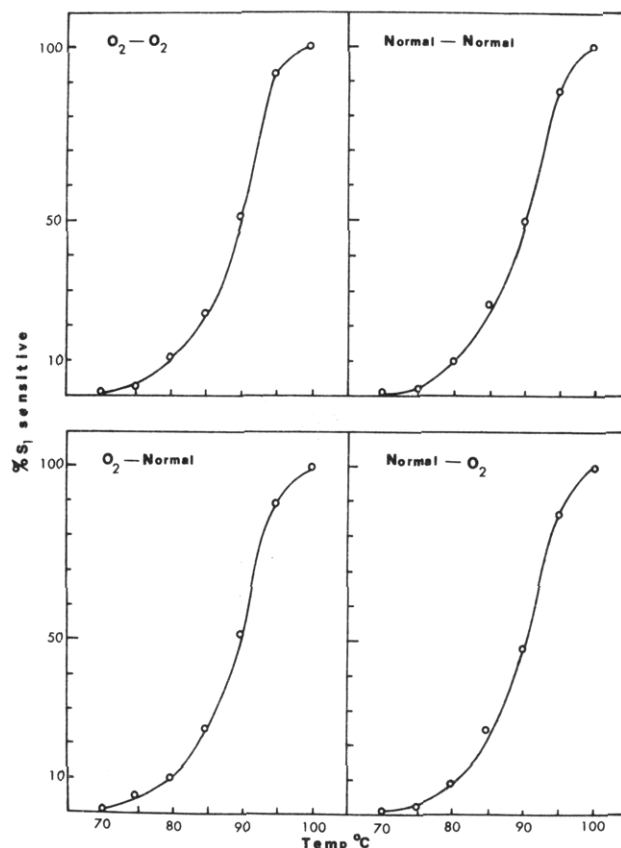 O2 — O2
Normal — Normal
100
50
10
% S1 sensitive
O2 — Normal
Normal — O2
100
50
10
70 80 90 100 70 80 90 100
Temp °C